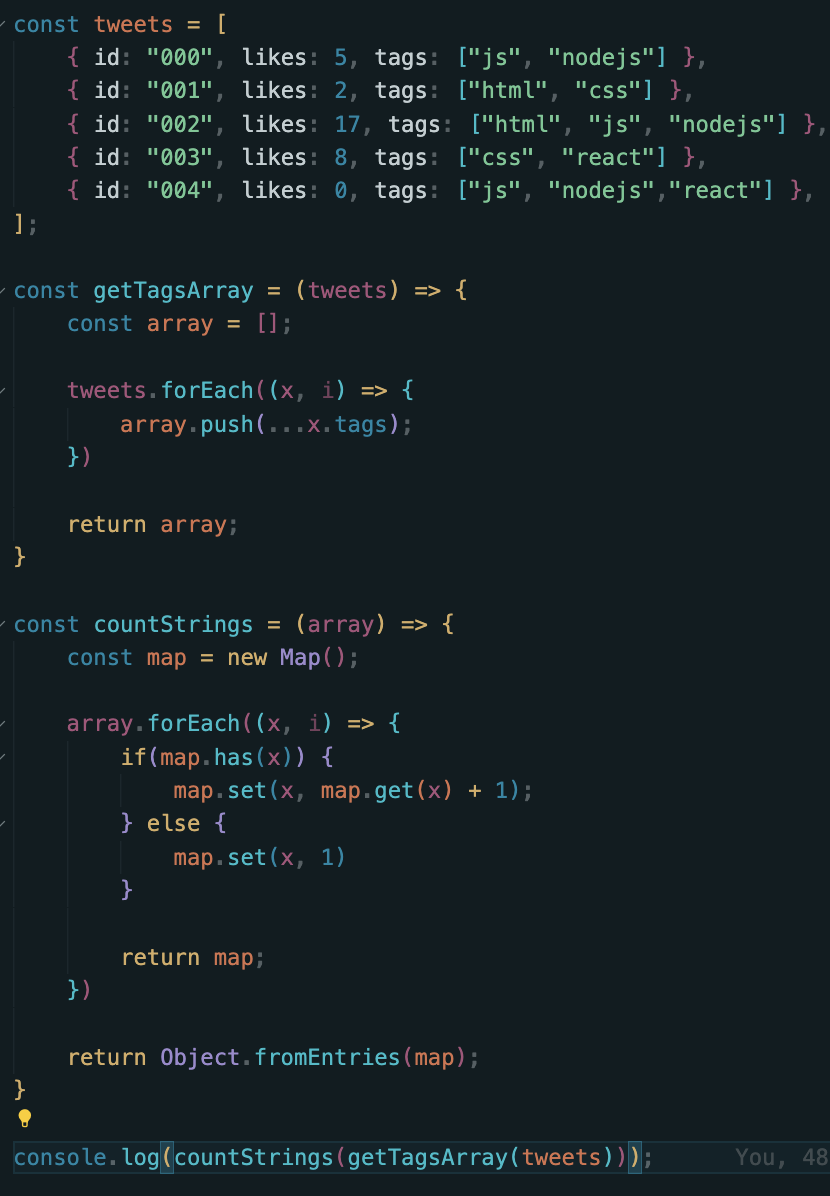 const tweets = [
    { id: "000", likes: 5, tags: ["js", "nodejs"] },
    { id: "001", likes: 2, tags: ["html", "css"] },
    { id: "002", likes: 17, tags: ["html", "js", "nodejs"] },
    { id: "003", likes: 8, tags: ["css", "react"] },
    { id: "004", likes: 0, tags: ["js", "nodejs","react"] },
];
const getTagsArray = (tweets) => {
    const array = [];
    tweets.forEach((x, i) => {
        array.push(...x.tags);
    })
    return array;
}
const countStrings = (array) => {
    const map = new Map();
    array.forEach((x, i) => {
        if(map.has(x)) {
            map.set(x, map.get(x) + 1);
        } else {
            map.set(x, 1)
        }
        return map;
    })
    return Object.fromEntries(map);
}
console.log(countStrings(getTagsArray(tweets))); You, 48